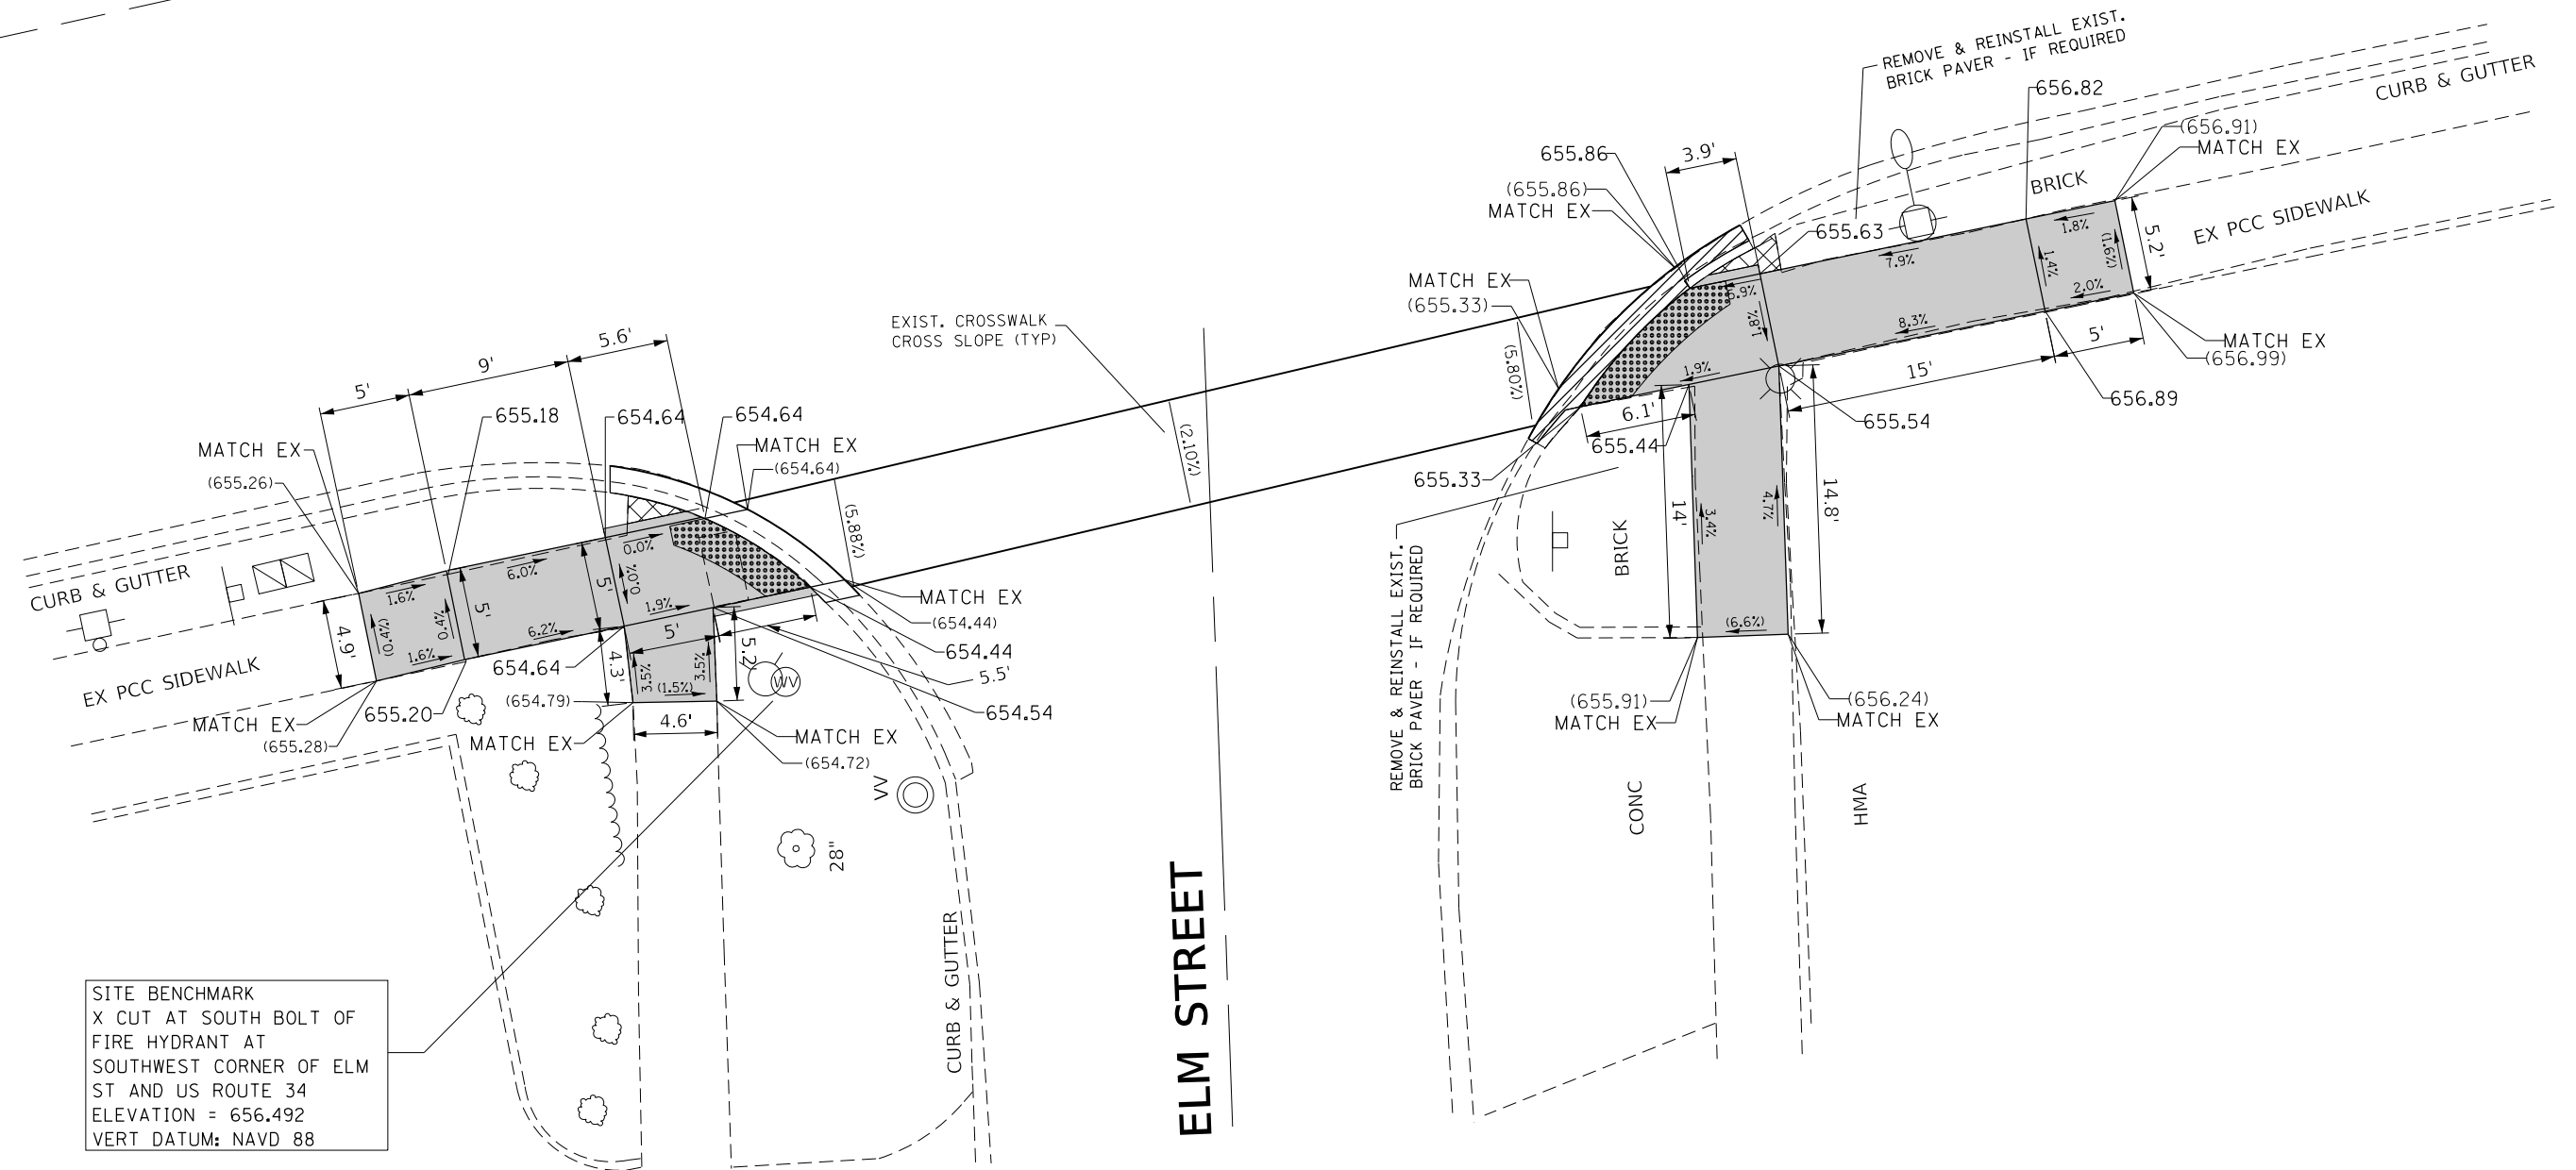 REMOVE & REINSTALL EXIST.
BRICK PAVER - IF REQUIRED
656.82
CURB & GUTTER
(656.91)
MATCH EX
655.86
3.9'
(655.86)
MATCH EX
BRICK
EX PCC SIDEWALK
655.63
1.8%
(1.6%)
5.2'
7.9%
1.4%
2.0%
MATCH EX
(655.33)
6.9%
1.8%
8.3%
EXIST. CROSSWALK
CROSS SLOPE (TYP)
(5.80%)
MATCH EX
(656.99)
5'
15'
1.9%
656.89
6.1'
655.44
655.54
655.33
(2.10%)
5.6'
9'
5'
655.18
654.64
654.64
MATCH EX
MATCH EX
(654.64)
(655.26)
(5.88%)
0.0%
6.0%
0.0%
5'
CURB & GUTTER
1.6%
5'
0.4%
(0.4%)
4.9'
1.9%
6.2%
1.6%
5'
MATCH EX
(654.44)
654.44
5.5'
5.2'
4.3'
3.5%
3.5%
(1.5%)
WV
654.64
(654.79)
654.54
EX PCC SIDEWALK
MATCH EX
655.20
(655.28)
MATCH EX
4.6'
MATCH EX
(654.72)
14'
3.4%
4.7%
14.8'
BRICK
REMOVE & REINSTALL EXIST.
BRICK PAVER - IF REQUIRED
(6.6%)
(655.91)
MATCH EX
(656.24)
MATCH EX
VV
28"
CONC
HMA
CURB & GUTTER
ELM STREET
SITE BENCHMARK
X CUT AT SOUTH BOLT OF
FIRE HYDRANT AT
SOUTHWEST CORNER OF ELM
ST AND US ROUTE 34
ELEVATION = 656.492
VERT DATUM: NAVD 88